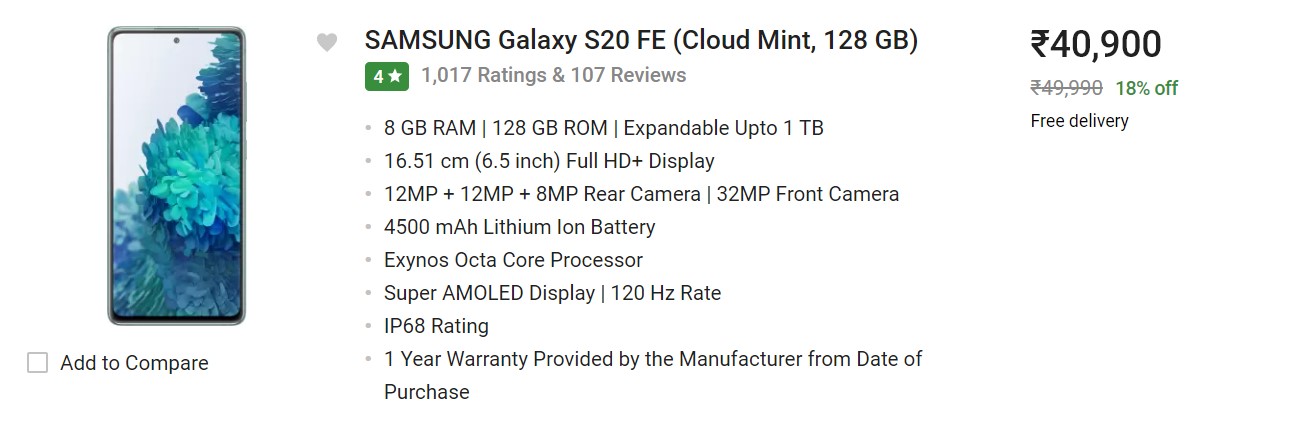 SAMSUNG Galaxy S20 FE (Cloud Mint, 128 GB)
4★ 1,017 Ratings & 107 Reviews
8 GB RAM | 128 GB ROM | Expandable Upto 1 TB
16.51 cm (6.5 inch) Full HD+ Display
12MP + 12MP + 8MP Rear Camera | 32MP Front Camera
4500 mAh Lithium Ion Battery
Exynos Octa Core Processor
Super AMOLED Display | 120 Hz Rate
IP68 Rating
1 Year Warranty Provided by the Manufacturer from Date of
Purchase
₹40,900
₹49,990 18% off
Free delivery
Add to Compare